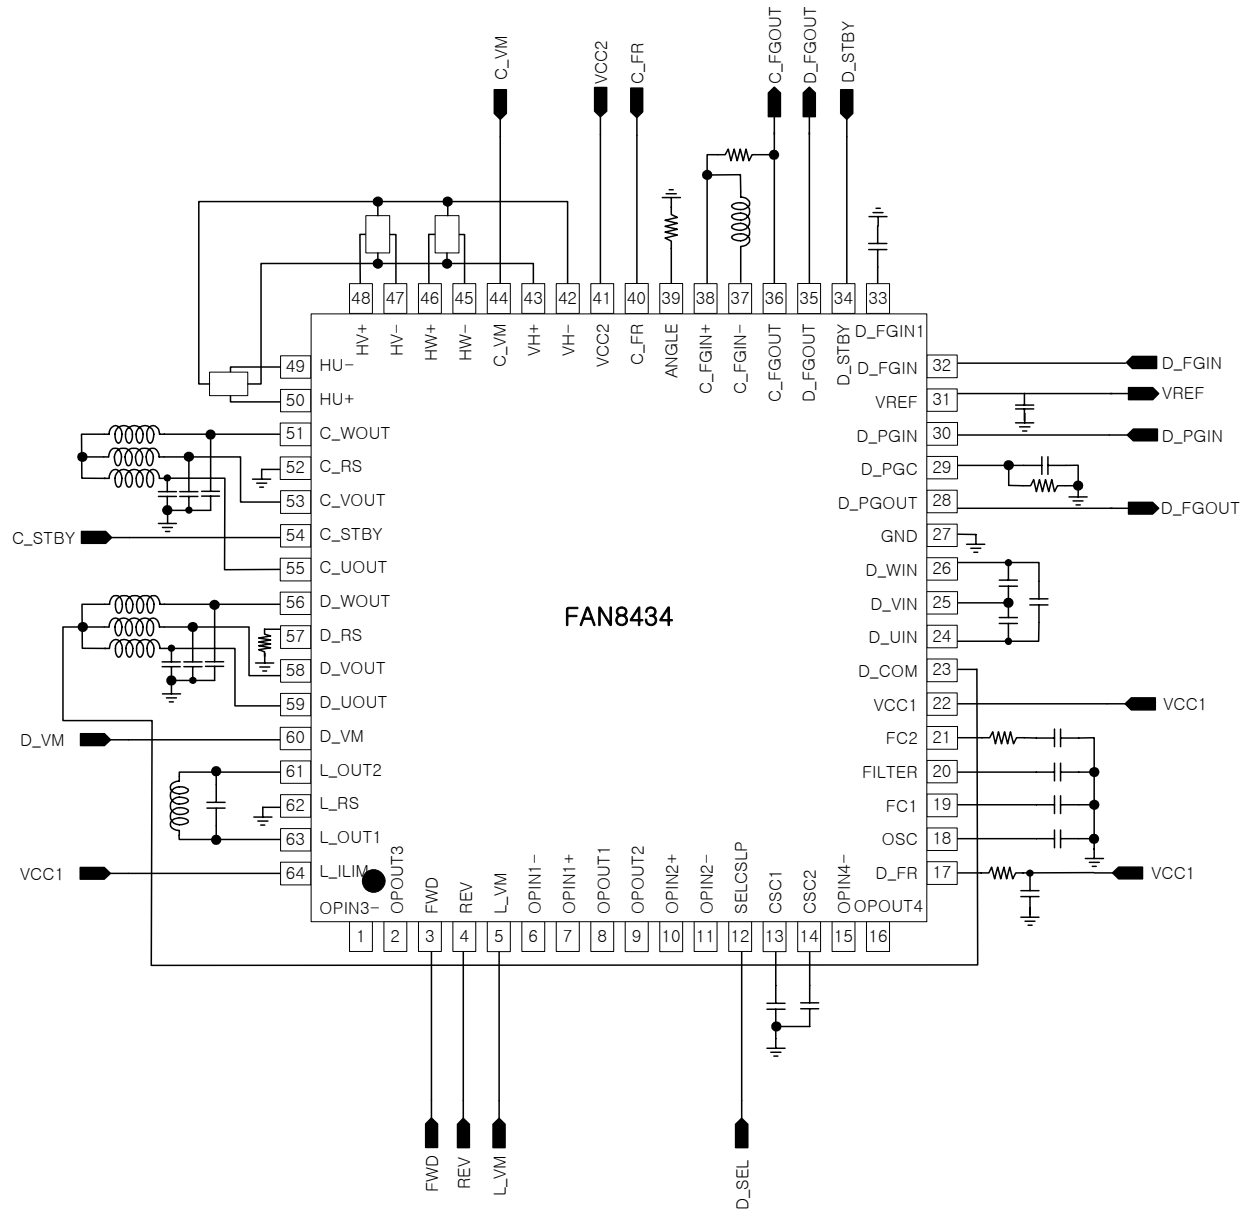 C_VM
VCC2
C_FR
C_FGOUT
D_FGOUT
D_STBY
48 47 46 45 44 43 42 41 40 39 38 37 36 35 34 33
HV+
HV-
HW+
HW-
C_VM
VH+
VH-
VCC2
C_FR
ANGLE
C_FGIN+
C_FGIN-
C_FGOUT
D_FGOUT
D_STBY
D_FGIN1
49 HU-
50 HU+
51 C_WOUT
52 C_RS
53 C_VOUT
C_STBY 54 C_STBY
55 C_UOUT
56 D_WOUT
57 D_RS
58 D_VOUT
59 D_UOUT
D_VM 60 D_VM
61 L_OUT2
62 L_RS
63 L_OUT1
VCC1 64 L_ILIM
FAN8434
D_FGIN 32 D_FGIN
VREF 31 VREF
D_PGIN 30 D_PGIN
D_PGC 29
D_PGOUT 28 D_FGOUT
GND 27
D_WIN 26
D_VIN 25
D_UIN 24
D_COM 23
VCC1 22 VCC1
FC2 21
FILTER 20
FC1 19
OSC 18
D_FR 17 VCC1
OPIN3-
OPOUT3
FWD
REV
L_VM
OPIN1-
OPIN1+
OPOUT1
OPOUT2
OPIN2+
OPIN2-
SELCSLP
CSC1
CSC2
OPIN4-
OPOUT4
1 2 3 4 5 6 7 8 9 10 11 12 13 14 15 16
FWD
REV
L_VM
D_SEL